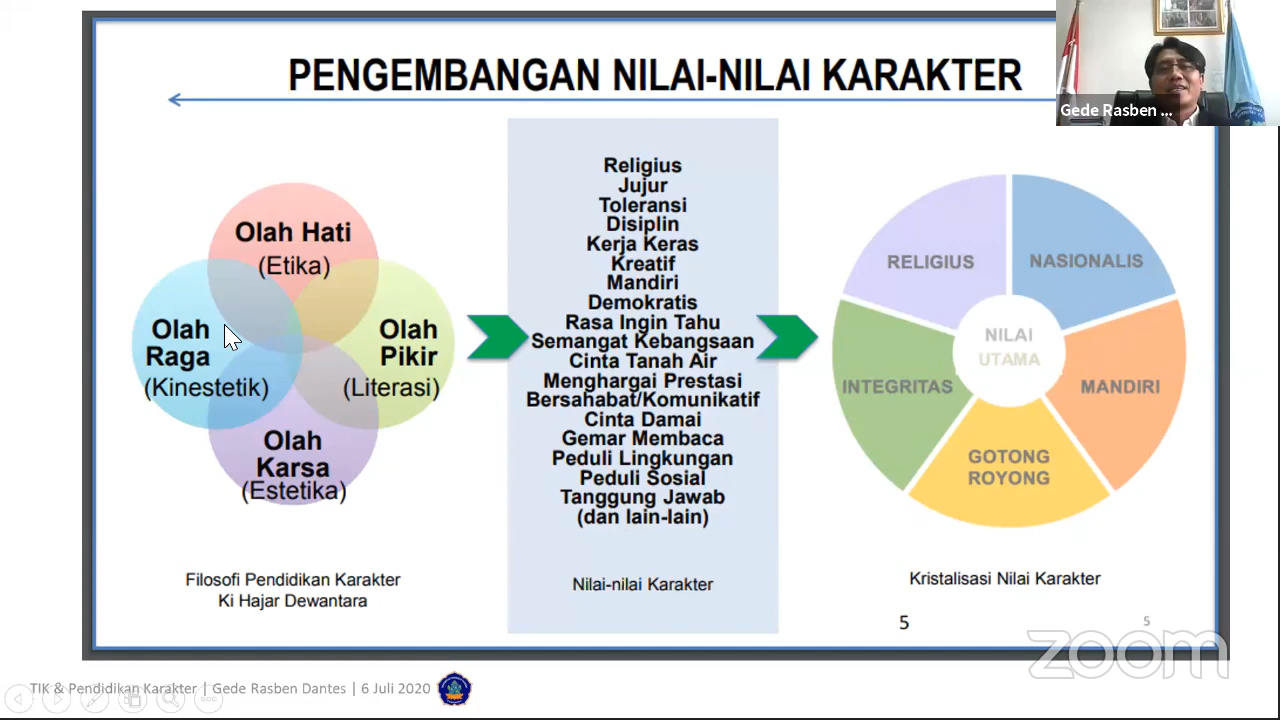 PENGEMBANGAN NILAI-NILAI KARAKTER
Gede Rasben ...
Olah Hati
(Etika)
Olah
Raga
(Kinestetik)
Olah
Pikir
(Literasi)
Olah
Karsa
(Estetika)
Filosofi Pendidikan Karakter
Ki Hajar Dewantara
Religius
Jujur
Toleransi
Disiplin
Kerja Keras
Kreatif
Mandiri
Demokratis
Rasa Ingin Tahu
Semangat Kebangsaan
Cinta Tanah Air
Menghargai Prestasi
Bersahabat/Komunikatif
Cinta Damai
Gemar Membaca
Peduli Lingkungan
Peduli Sosial
Tanggung Jawab
(dan lain-lain)
Nilai-nilai Karakter
RELIGIUS
NASIONALIS
NILAI
UTAMA
INTEGRITAS
MANDIRI
GOTONG
ROYONG
Kristalisasi Nilai Karakter
5
5
zoom
TIK & Pendidikan Karakter | Gede Rasben Dantes | 6 Juli 2020